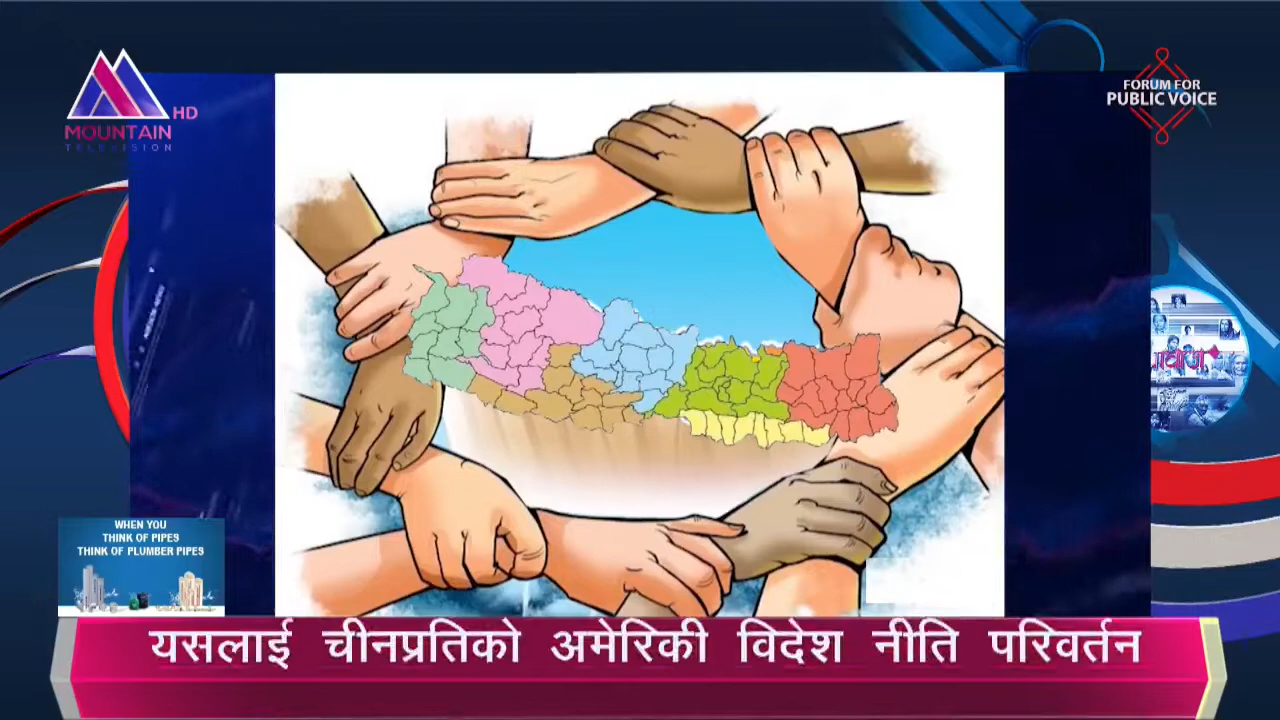 HD
MOUNTAIN
TELEVISION
FORUM FOR
PUBLIC VOICE
WHEN YOU
THINK OF PIPES
THINK OF PLUMBER PIPES
यसलाई चीनप्रतिको अमेरिकी विदेश नीति परिवर्तन